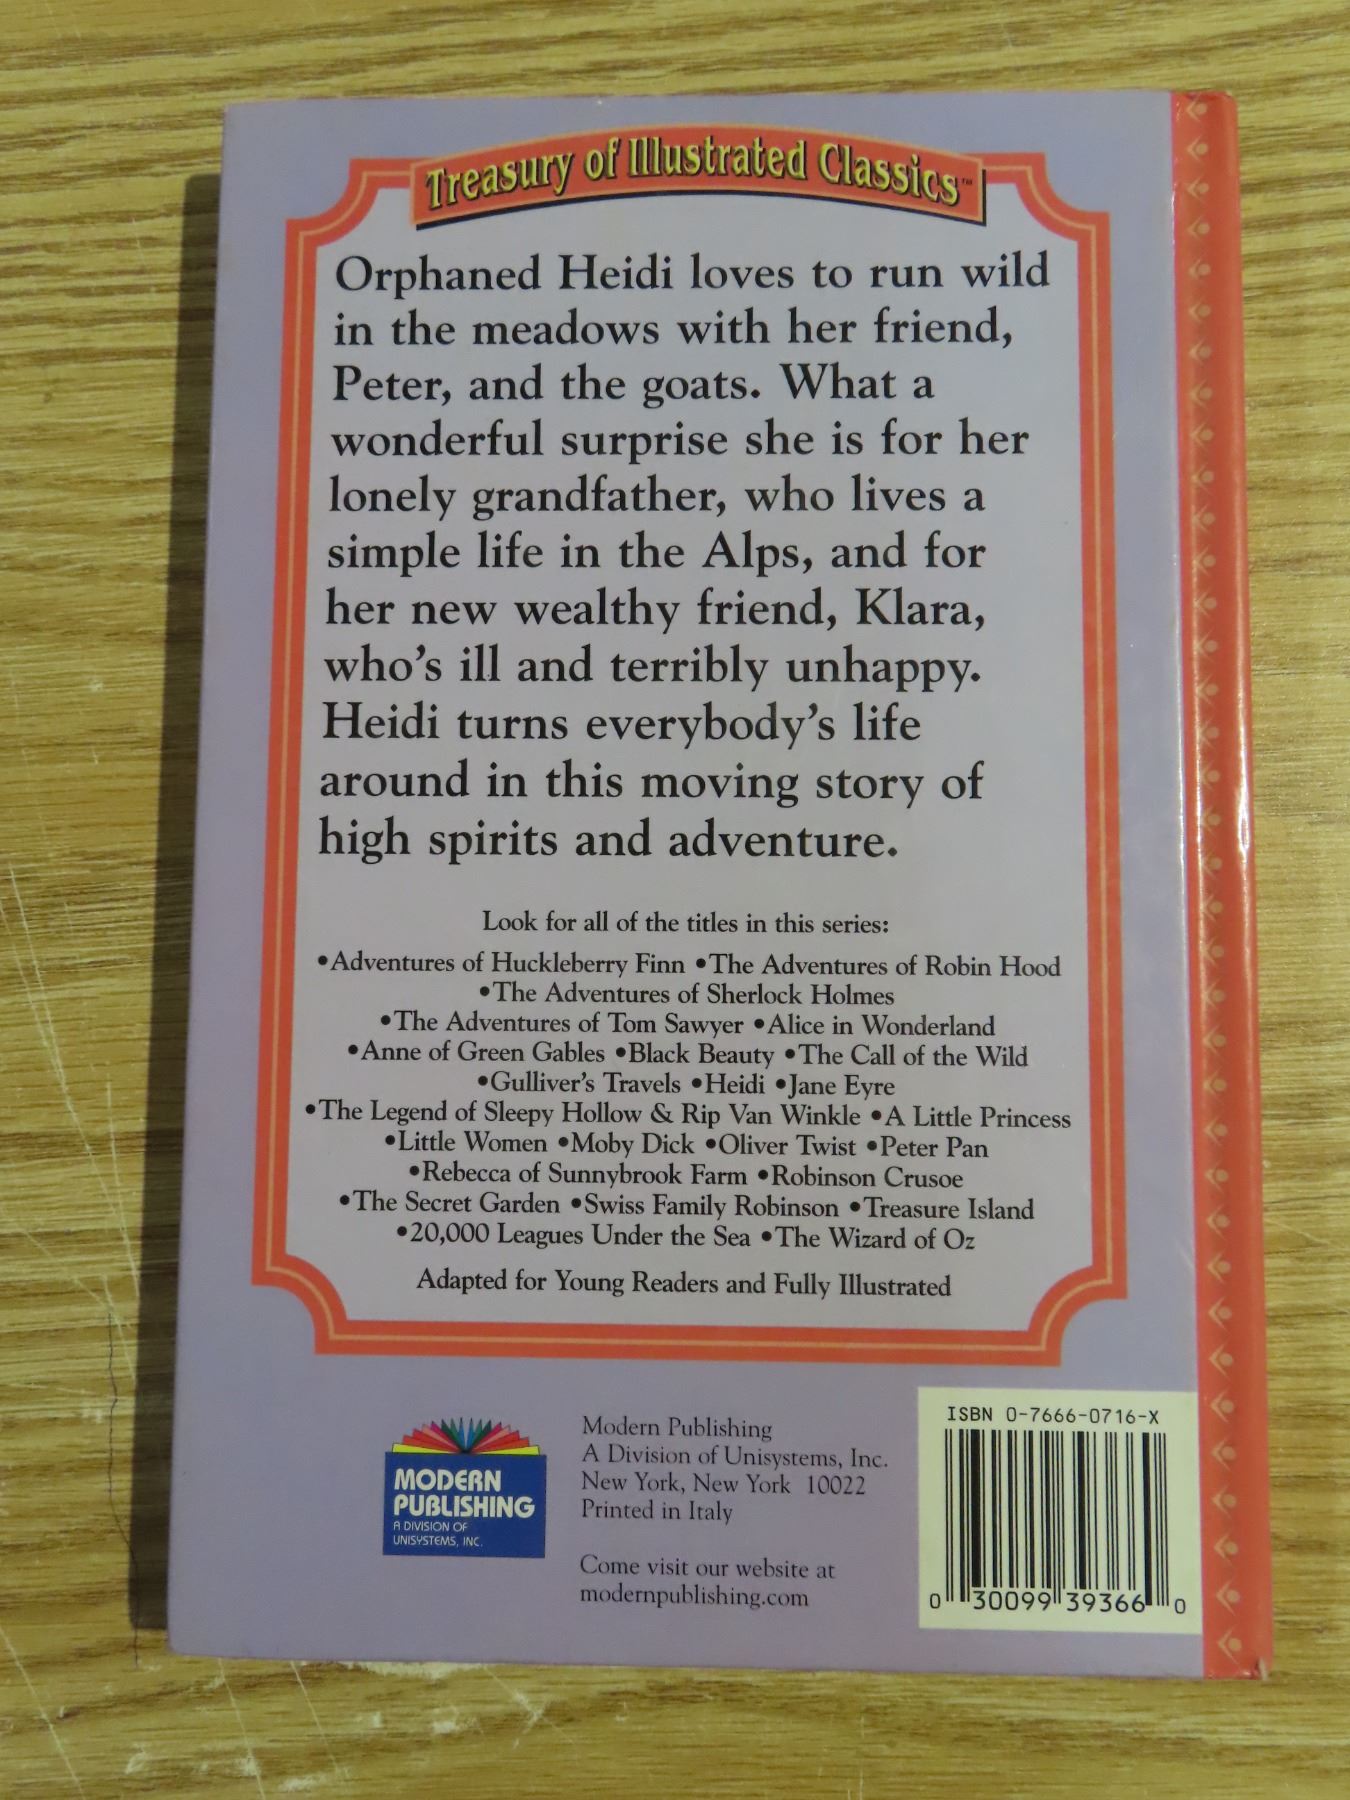 Treasury of Illustrated Classics™
Orphaned Heidi loves to run wild
in the meadows with her friend,
Peter, and the goats. What a
wonderful surprise she is for her
lonely grandfather, who lives a
simple life in the Alps, and for
her new wealthy friend, Klara,
who's ill and terribly unhappy.
Heidi turns everybody's life
around in this moving story of
high spirits and adventure.
Look for all of the titles in this series:
•Adventures of Huckleberry Finn •The Adventures of Robin Hood
•The Adventures of Sherlock Holmes
•The Adventures of Tom Sawyer •Alice in Wonderland
•Anne of Green Gables •Black Beauty •The Call of the Wild
•Gulliver's Travels •Heidi •Jane Eyre
•The Legend of Sleepy Hollow & Rip Van Winkle •A Little Princess
•Little Women •Moby Dick •Oliver Twist •Peter Pan
•Rebecca of Sunnybrook Farm •Robinson Crusoe
•The Secret Garden •Swiss Family Robinson •Treasure Island
•20,000 Leagues Under the Sea •The Wizard of Oz
Adapted for Young Readers and Fully Illustrated
MODERN
PUBLISHING
A DIVISION OF
UNISYSTEMS, INC.
Modern Publishing
A Division of Unisystems, Inc.
New York, New York 10022
Printed in Italy
Come visit our website at
modernpublishing.com
ISBN 0-7666-0716-X
0 30099 39366 0